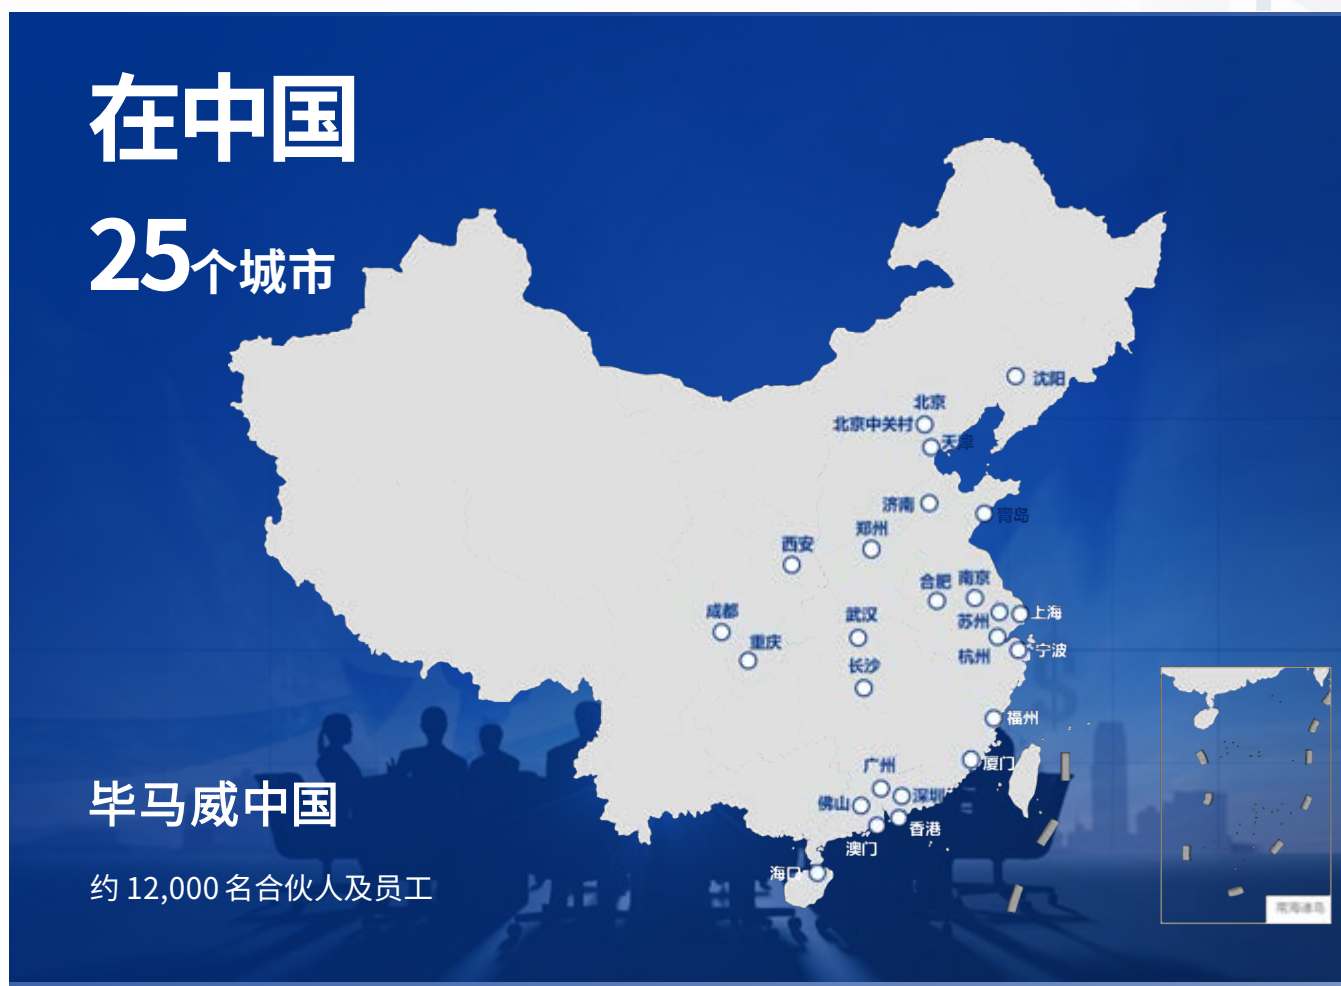 在中国
25个城市
沈阳
北京
北京中关村
天津
济南
青岛
郑州
西安
合肥
南京
成都
武汉
苏州
上海
重庆
杭州
宁波
长沙
福州
广州
厦门
佛山
深圳
香港
澳门
海口
毕马威中国
约 12,000 名合伙人及员工
南海诸岛